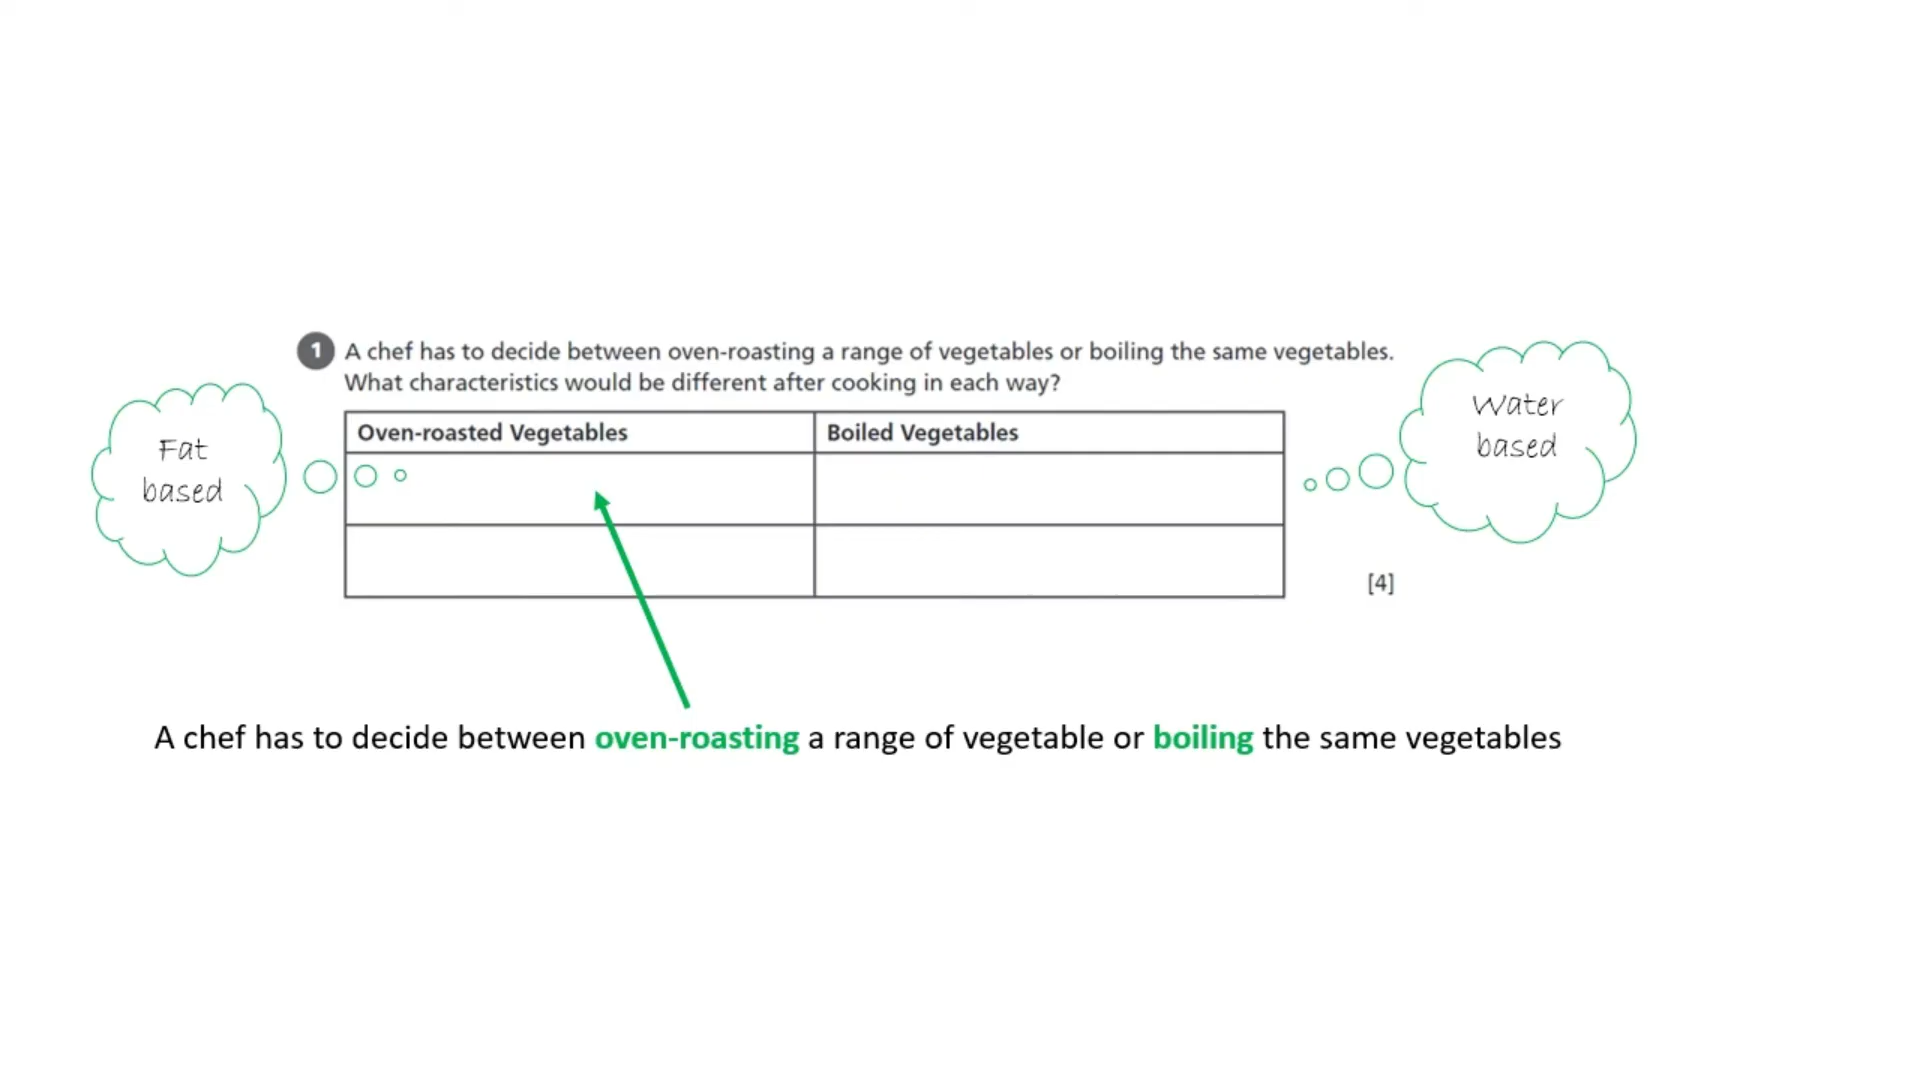 1 A chef has to decide between oven-roasting a range of vegetables or boiling the same vegetables.
What characteristics would be different after cooking in each way?
Fat
based
Oven-roasted Vegetables
Boiled Vegetables
Water
based
[4]
A chef has to decide between oven-roasting a range of vegetable or boiling the same vegetables